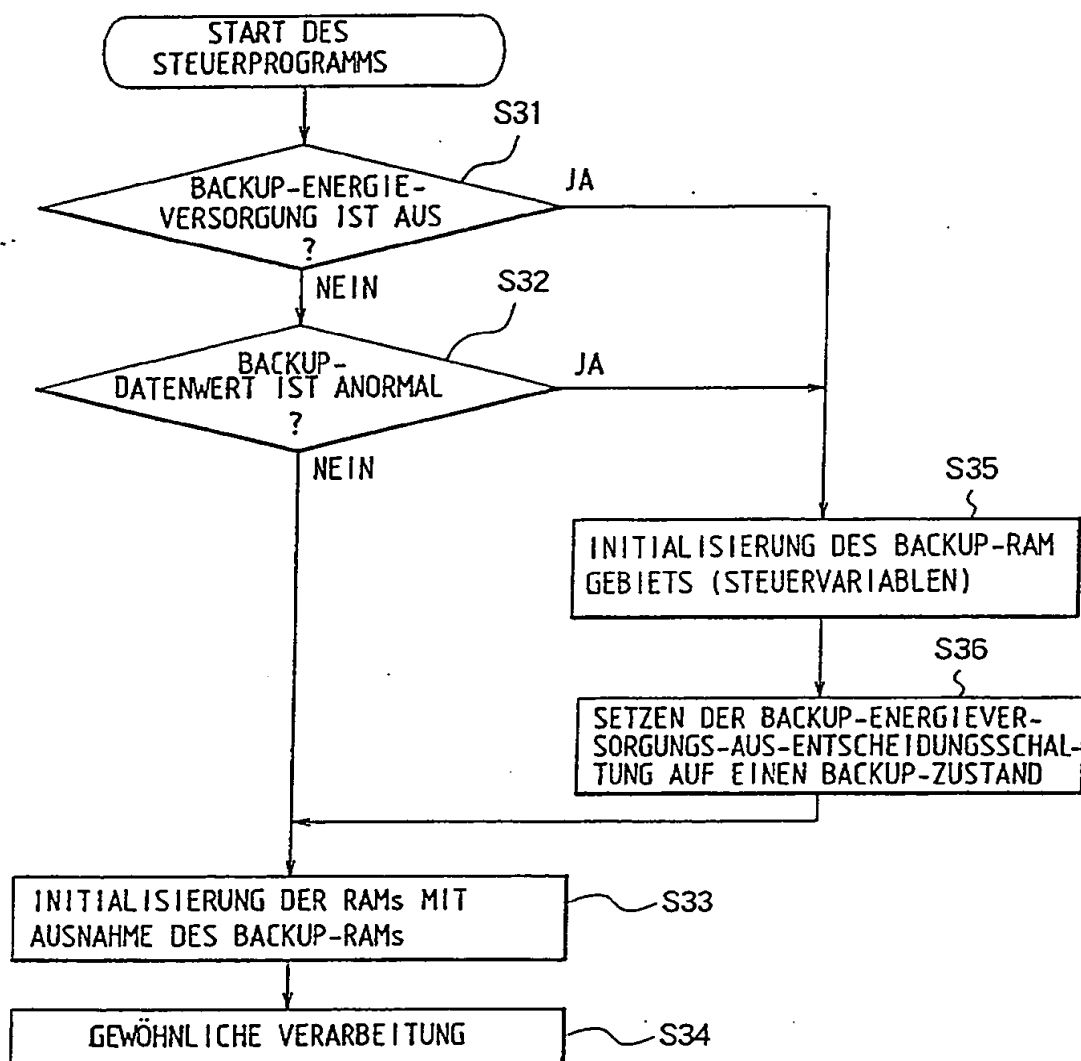 START DES
STEUERPROGRAMMS
S31
BACKUP-ENERGIE-
VERSORGUNG IST AUS
?
JA
NEIN
S32
BACKUP-
DATENWERT IST ANORMAL
?
JA
NEIN
S35
INITIALISIERUNG DES BACKUP-RAM
GEBIETS (STEUERVARIABLEN)
S36
SETZEN DER BACKUP-ENERGIEVER-
SORGUNGS-AUS-ENTSCHEIDUNGSSCHAL-
TUNG AUF EINEN BACKUP-ZUSTAND
INITIALISIERUNG DER RAMs MIT
AUSNAHME DES BACKUP-RAMs
S33
GEWÖHNLICHE VERARBEITUNG
S34